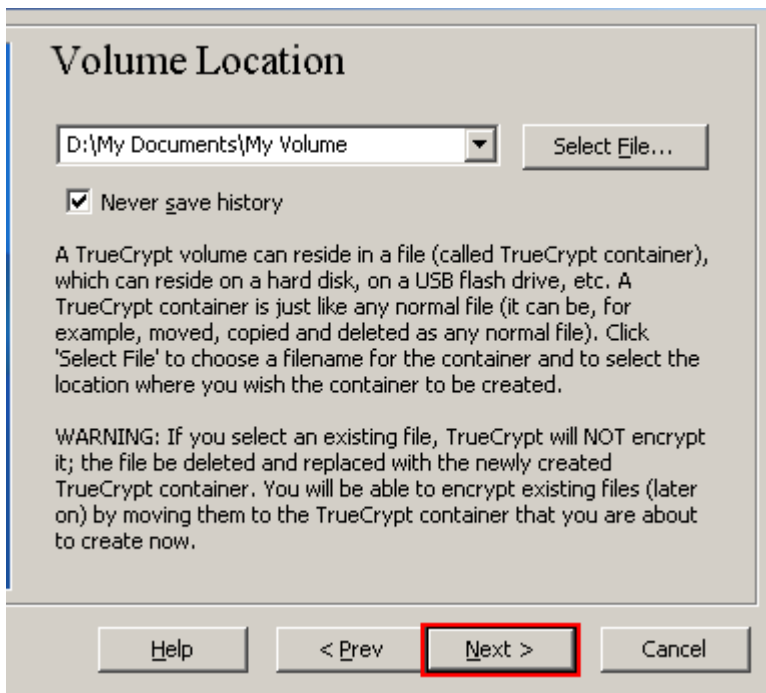 Volume Location
D:\My Documents\My Volume
Select File...
Never save history
A TrueCrypt volume can reside in a file (called TrueCrypt container),
which can reside on a hard disk, on a USB flash drive, etc. A
TrueCrypt container is just like any normal file (it can be, for
example, moved, copied and deleted as any normal file). Click
'Select File' to choose a filename for the container and to select the
location where you wish the container to be created.
WARNING: If you select an existing file, TrueCrypt will NOT encrypt
it; the file be deleted and replaced with the newly created
TrueCrypt container. You will be able to encrypt existing files (later
on) by moving them to the TrueCrypt container that you are about
to create now.
Help
< Prev
Next >
Cancel